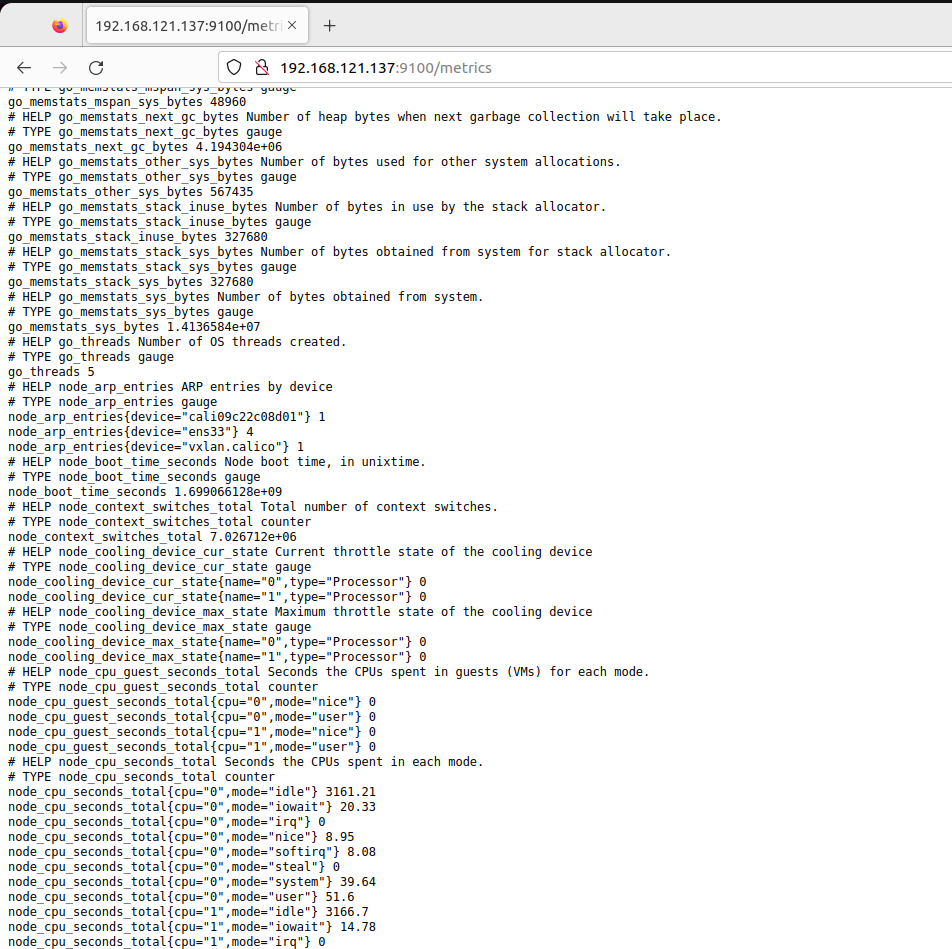 192.168.121.137:9100/metri
192.168.121.137:9100/metrics
# TYPE go_memstats_mspan_sys_bytes gauge
go_memstats_mspan_sys_bytes 48960
# HELP go_memstats_next_gc_bytes Number of heap bytes when next garbage collection will take place.
# TYPE go_memstats_next_gc_bytes gauge
go_memstats_next_gc_bytes 4.194304e+06
# HELP go_memstats_other_sys_bytes Number of bytes used for other system allocations.
# TYPE go_memstats_other_sys_bytes gauge
go_memstats_other_sys_bytes 567435
# HELP go_memstats_stack_inuse_bytes Number of bytes in use by the stack allocator.
# TYPE go_memstats_stack_inuse_bytes gauge
go_memstats_stack_inuse_bytes 327680
# HELP go_memstats_stack_sys_bytes Number of bytes obtained from system for stack allocator.
# TYPE go_memstats_stack_sys_bytes gauge
go_memstats_stack_sys_bytes 327680
# HELP go_memstats_sys_bytes Number of bytes obtained from system.
# TYPE go_memstats_sys_bytes gauge
go_memstats_sys_bytes 1.4136584e+07
# HELP go_threads Number of OS threads created.
# TYPE go_threads gauge
go_threads 5
# HELP node_arp_entries ARP entries by device
# TYPE node_arp_entries gauge
node_arp_entries{device="cali09c22c08d01"} 1
node_arp_entries{device="ens33"} 4
node_arp_entries{device="vxlan.calico"} 1
# HELP node_boot_time_seconds Node boot time, in unixtime.
# TYPE node_boot_time_seconds gauge
node_boot_time_seconds 1.699066128e+09
# HELP node_context_switches_total Total number of context switches.
# TYPE node_context_switches_total counter
node_context_switches_total 7.026712e+06
# HELP node_cooling_device_cur_state Current throttle state of the cooling device
# TYPE node_cooling_device_cur_state gauge
node_cooling_device_cur_state{name="0",type="Processor"} 0
node_cooling_device_cur_state{name="1",type="Processor"} 0
# HELP node_cooling_device_max_state Maximum throttle state of the cooling device
# TYPE node_cooling_device_max_state gauge
node_cooling_device_max_state{name="0",type="Processor"} 0
node_cooling_device_max_state{name="1",type="Processor"} 0
# HELP node_cpu_guest_seconds_total Seconds the CPUs spent in guests (VMs) for each mode.
# TYPE node_cpu_guest_seconds_total counter
node_cpu_guest_seconds_total{cpu="0",mode="nice"} 0
node_cpu_guest_seconds_total{cpu="0",mode="user"} 0
node_cpu_guest_seconds_total{cpu="1",mode="nice"} 0
node_cpu_guest_seconds_total{cpu="1",mode="user"} 0
# HELP node_cpu_seconds_total Seconds the CPUs spent in each mode.
# TYPE node_cpu_seconds_total counter
node_cpu_seconds_total{cpu="0",mode="idle"} 3161.21
node_cpu_seconds_total{cpu="0",mode="iowait"} 20.33
node_cpu_seconds_total{cpu="0",mode="irq"} 0
node_cpu_seconds_total{cpu="0",mode="nice"} 8.95
node_cpu_seconds_total{cpu="0",mode="softirq"} 8.08
node_cpu_seconds_total{cpu="0",mode="steal"} 0
node_cpu_seconds_total{cpu="0",mode="system"} 39.64
node_cpu_seconds_total{cpu="0",mode="user"} 51.6
node_cpu_seconds_total{cpu="1",mode="idle"} 3166.7
node_cpu_seconds_total{cpu="1",mode="iowait"} 14.78
node_cpu_seconds_total{cpu="1",mode="irq"} 0